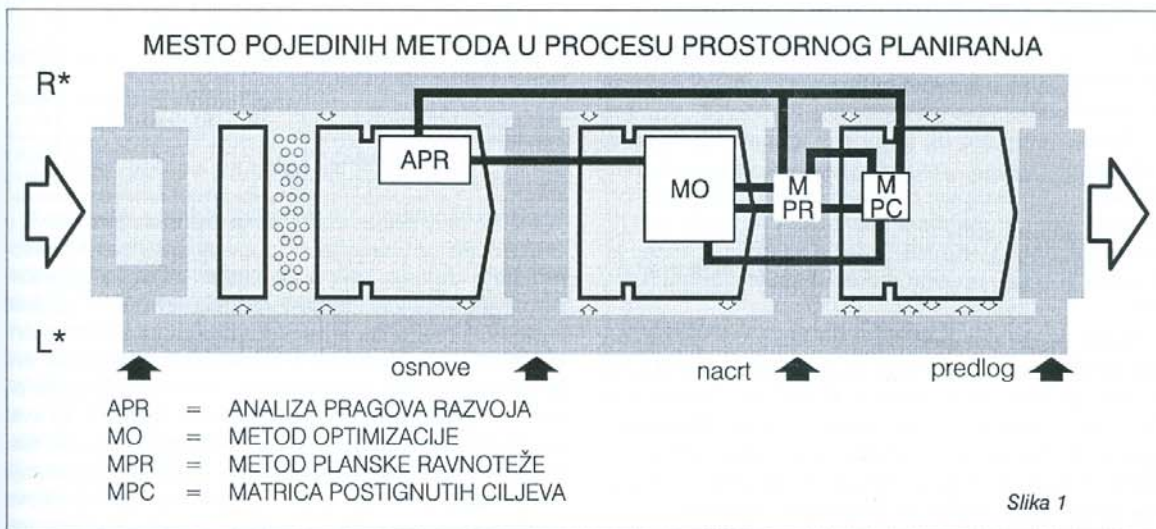 MESTO POJEDINIH METODA U PROCESU PROSTORNOG PLANIRANJA
R*
APR
MO
M
PR
M
PC
L*
osnove
nacrt
predlog
APR = ANALIZA PRAGOVA RAZVOJA
MO = METOD OPTIMIZACIJE
MPR = METOD PLANSKE RAVNOTEŽE
MPC = MATRICA POSTIGNUTIH CILJEVA
Slika 1